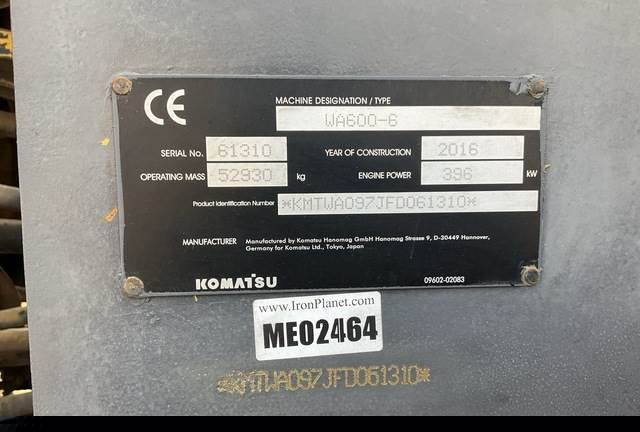 CE
MACHINE DESIGNATION / TYPE
WA600-6
SERIAL No. 61310 YEAR OF CONSTRUCTION 2016
OPERATING MASS 52930 kg ENGINE POWER 396 kW
Product Identification Number *KMTWA097JFD061310*
MANUFACTURER Manufactured by Komatsu Hanomag GmbH Hanomag Strasse 9, D-30449 Hannover,
Germany for Komatsu Ltd., Tokyo, Japan
KOMATSU 09602-02083
www.IronPlanet.com
ME02464
*KMTWA097JFD061310*